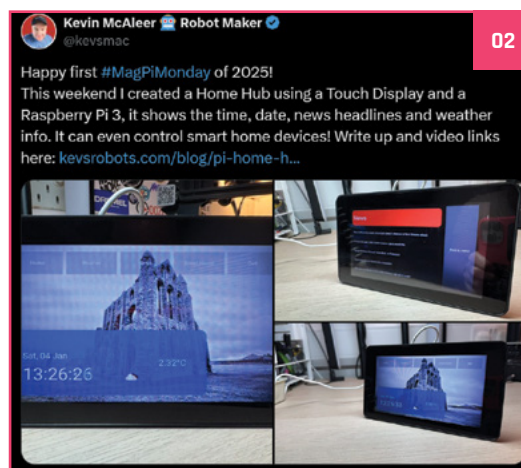 Kevin McAleer 🤖 Robot Maker
@kevsmac
02
Happy first #MagPiMonday of 2025!
This weekend I created a Home Hub using a Touch Display and a
Raspberry Pi 3, it shows the time, date, news headlines and weather
info. It can even control smart home devices! Write up and video links
here: kevsrobots.com/blog/pi-home-h...
Sat, 04 Jan
2.32°C
13:26:26